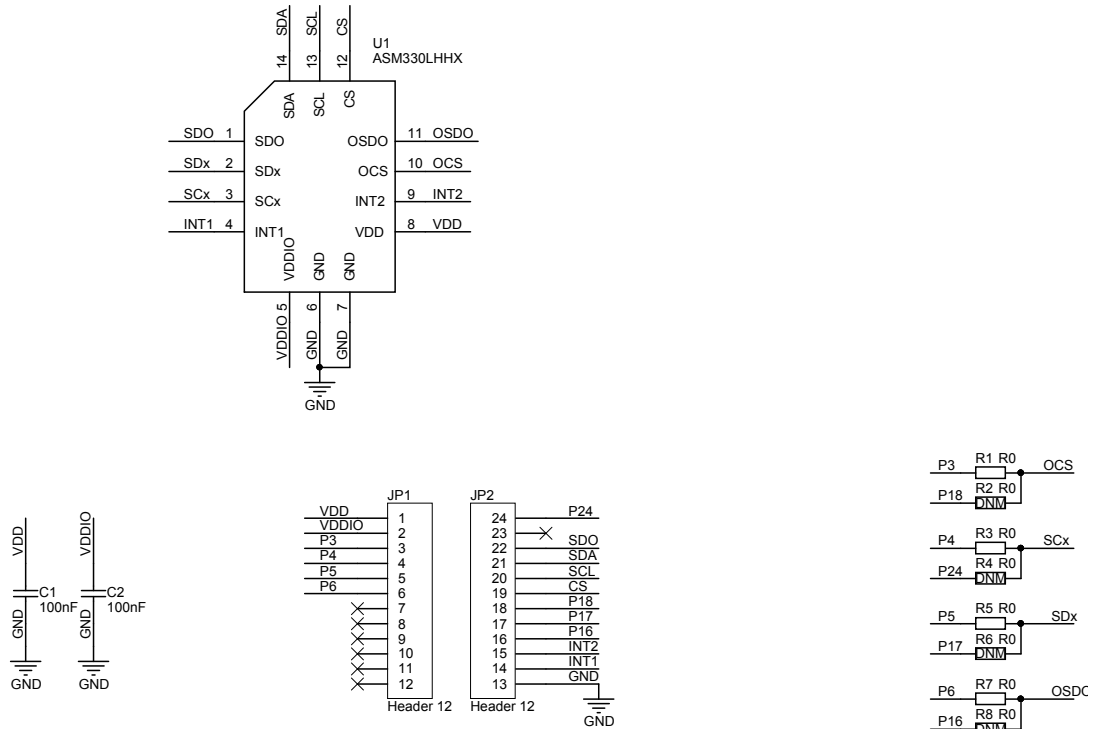 SDA
SCL
CS
U1
ASM330LHHX
14
13
12
SDA
SCL
CS
SDO 1 SDO
OSDO 11 OSDO
SDx 2 SDx
OCS 10 OCS
SCx 3 SCx
INT2 9 INT2
INT1 4 INT1
VDD 8 VDD
VDDIO
GND
GND
5
6
7
VDDIO
GND
GND
GND
P3 R1 R0 OCS
P18 R2 R0
DNM
P4 R3 R0 SCx
P24 R4 R0
DNM
P5 R5 R0 SDx
P17 R6 R0
DNM
P6 R7 R0 OSDO
P16 R8 R0
DNM
VDD
C1
100nF
GND
GND
VDDIO
C2
100nF
GND
GND
JP1
VDD 1
VDDIO 2
P3 3
P4 4
P5 5
P6 6
7
8
9
10
11
12
Header 12
JP2
24 P24
23
22 SDO
21 SDA
20 SCL
19 CS
18 P18
17 P17
16 P16
15 INT2
14 INT1
13 GND
Header 12
GND